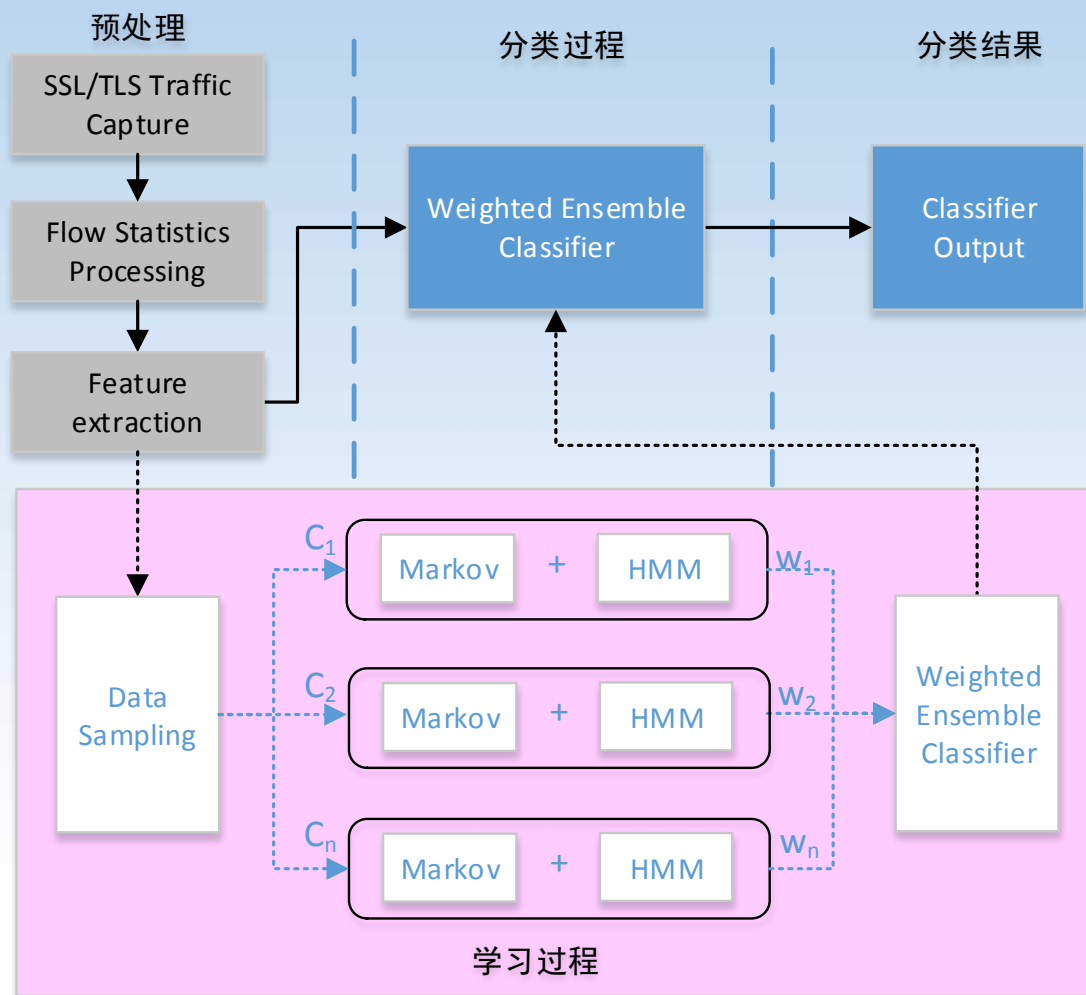 预处理
分类过程
分类结果
SSL/TLS Traffic
Capture
Flow Statistics
Processing
Feature
extraction
Weighted Ensemble
Classifier
Classifier
Output
C1
Markov + HMM
w1
Data
Sampling
C2
Markov + HMM
w2
Weighted
Ensemble
Classifier
Cn
Markov + HMM
wn
学习过程